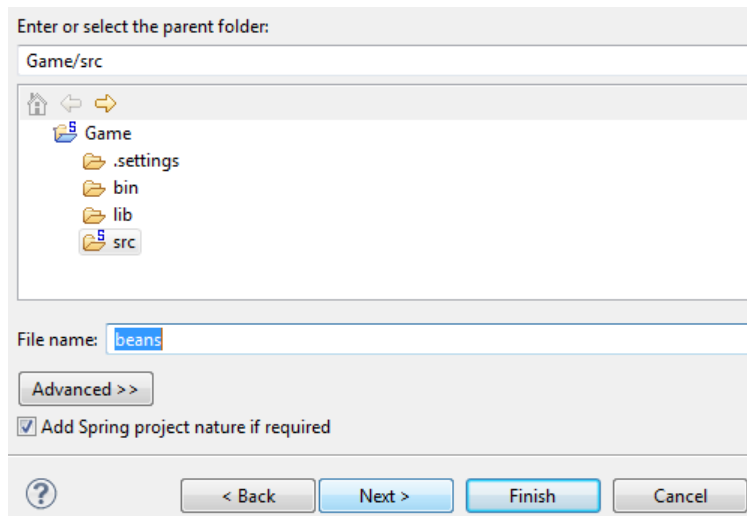 Enter or select the parent folder:
Game/src
Game
.settings
bin
lib
src
File name: beans
Advanced >>
Add Spring project nature if required
? < Back Next > Finish Cancel